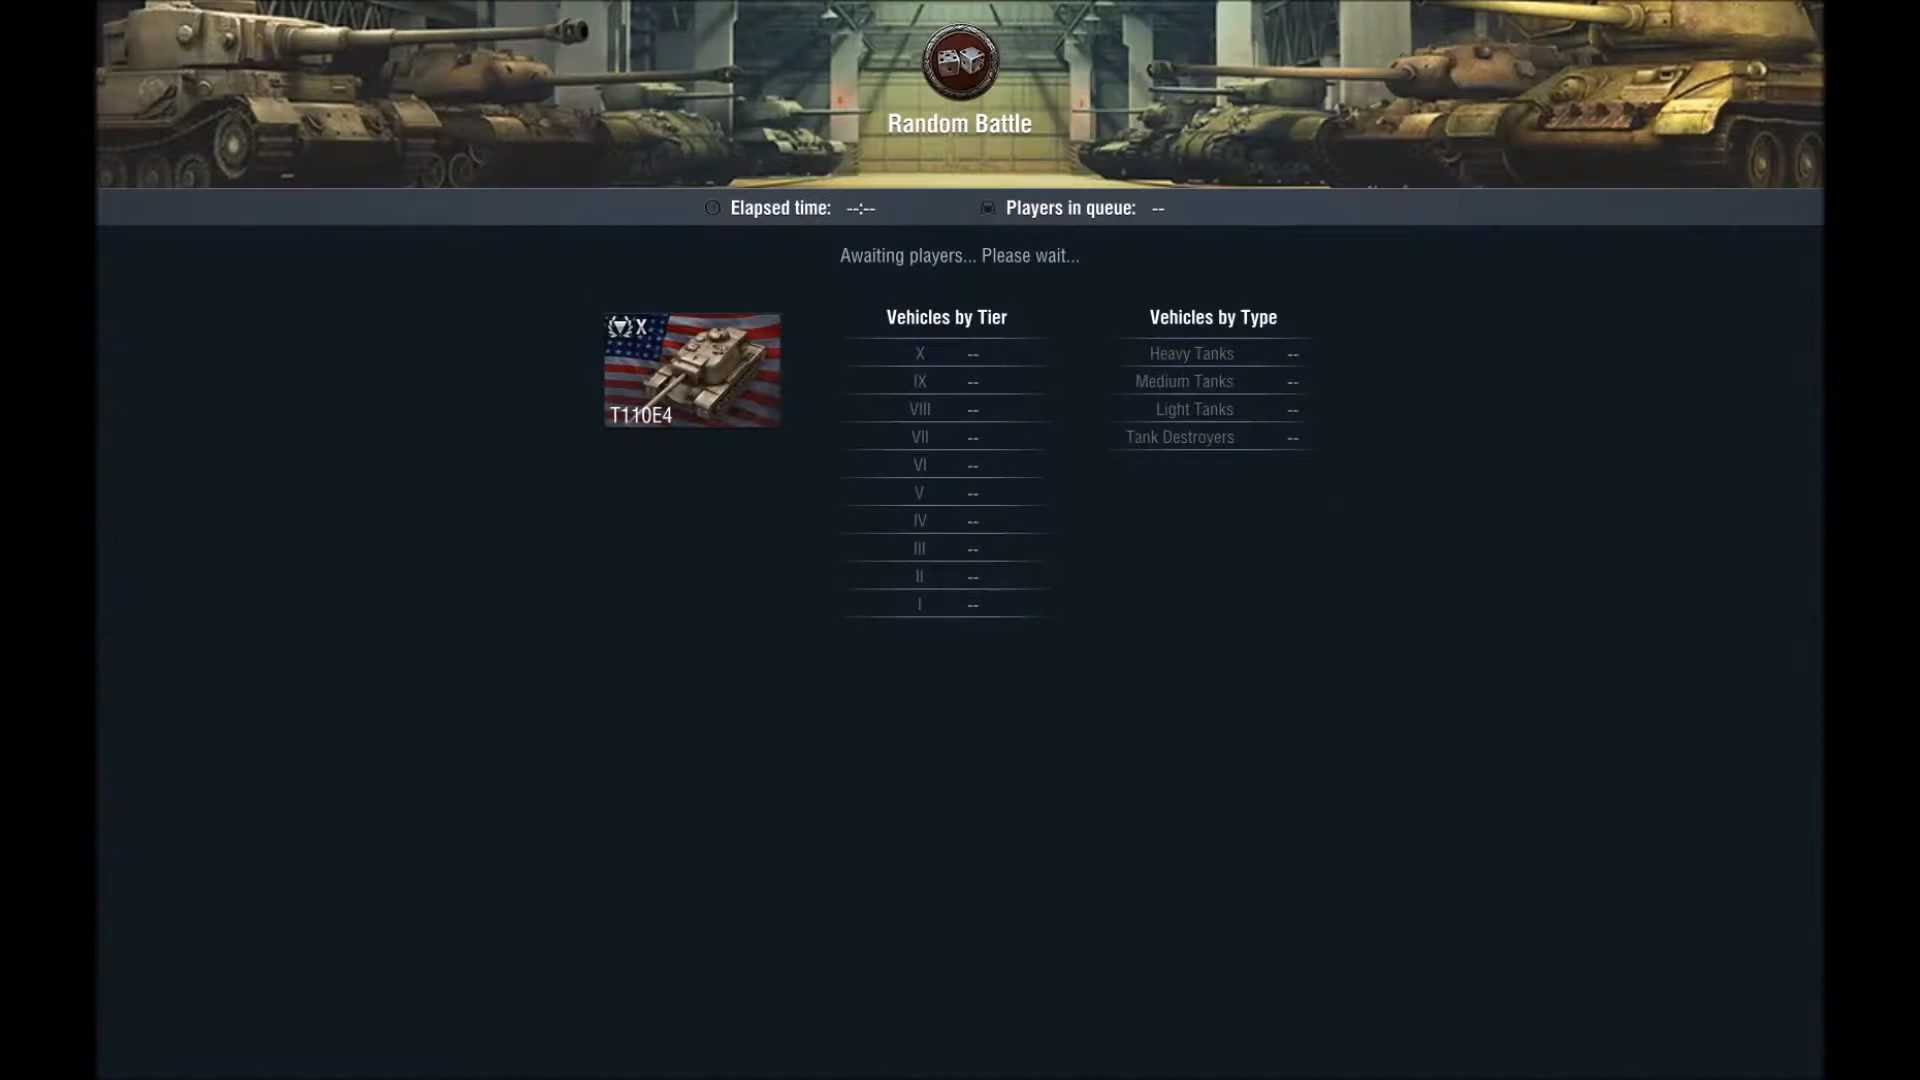 Random Battle
Elapsed time: --:-- Players in queue: --
Awaiting players... Please wait...
X
T110E4
Vehicles by Tier
X --
IX --
VIII --
VII --
VI --
V --
IV --
III --
II --
I --
Vehicles by Type
Heavy Tanks --
Medium Tanks --
Light Tanks --
Tank Destroyers --